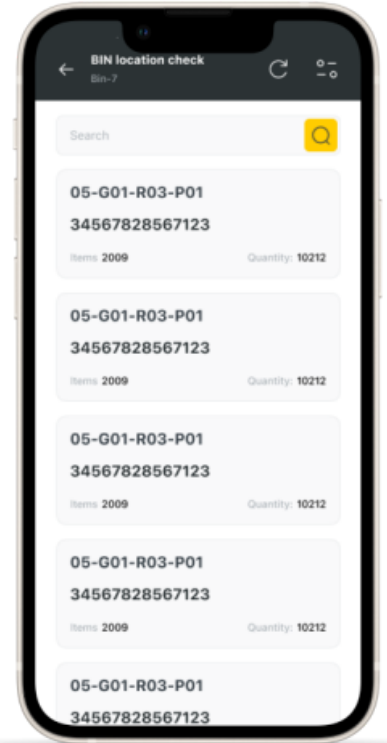 BIN location check
Bin-7
Search
05-G01-R03-P01
34567828567123
Items 2009 Quantity: 10212
05-G01-R03-P01
34567828567123
Items 2009 Quantity: 10212
05-G01-R03-P01
34567828567123
Items 2009 Quantity: 10212
05-G01-R03-P01
34567828567123
Items 2009 Quantity: 10212
05-G01-R03-P01
34567828567123